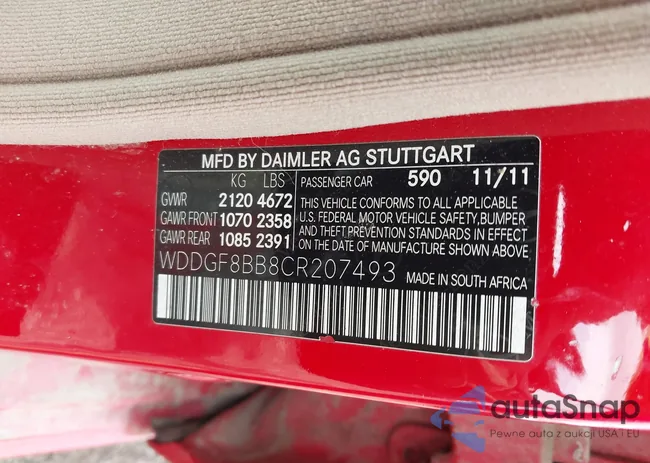 MFD BY DAIMLER AG STUTTGART
KG LBS PASSENGER CAR 590 11/11
GVWR 2120 4672
GAWR FRONT 1070 2358
GAWR REAR 1085 2391
THIS VEHICLE CONFORMS TO ALL APPLICABLE
U.S. FEDERAL MOTOR VEHICLE SAFETY, BUMPER
AND THEFT PREVENTION STANDARDS IN EFFECT
ON DATE OF MANUFACTURE SHOWN ABOVE.
WDDGF8BB8CR207493 MADE IN SOUTH AFRICA
autaSnap
Pewne auta z aukcji USA i EU